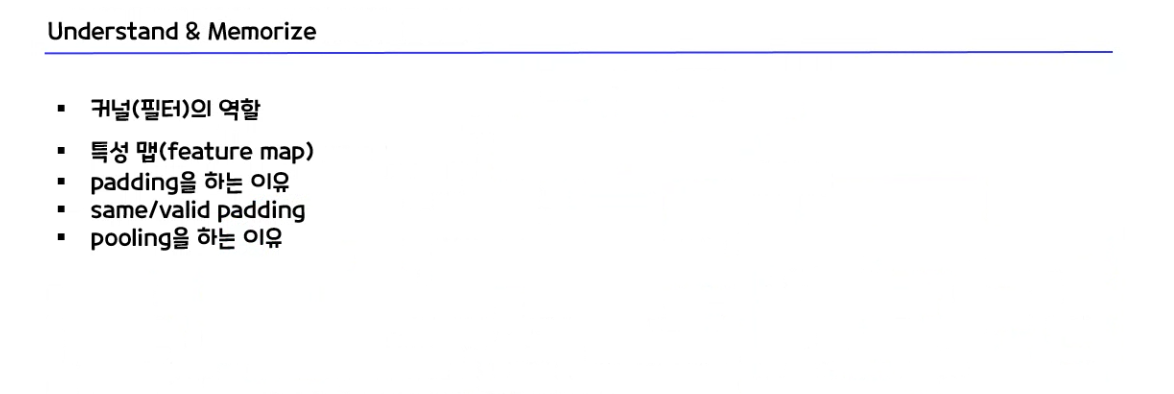 Understand & Memorize
▪ 커널(필터)의 역할
▪ 특성 맵(feature map)
▪ padding을 하는 이유
▪ same/valid padding
▪ pooling을 하는 이유